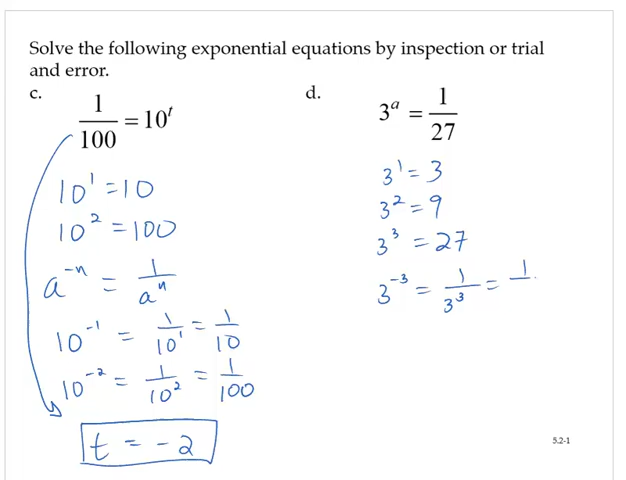 Solve the following exponential equations by inspection or trial
and error.
c.
1/100 = 10^t
10^1 = 10
10^2 = 100
a^-n = 1/a^n
10^-1 = 1/10^1 = 1/10
10^-2 = 1/10^2 = 1/100
t = -2
d.
3^a = 1/27
3^1 = 3
3^2 = 9
3^3 = 27
3^-3 = 1/3^3 = 1/
5.2-1